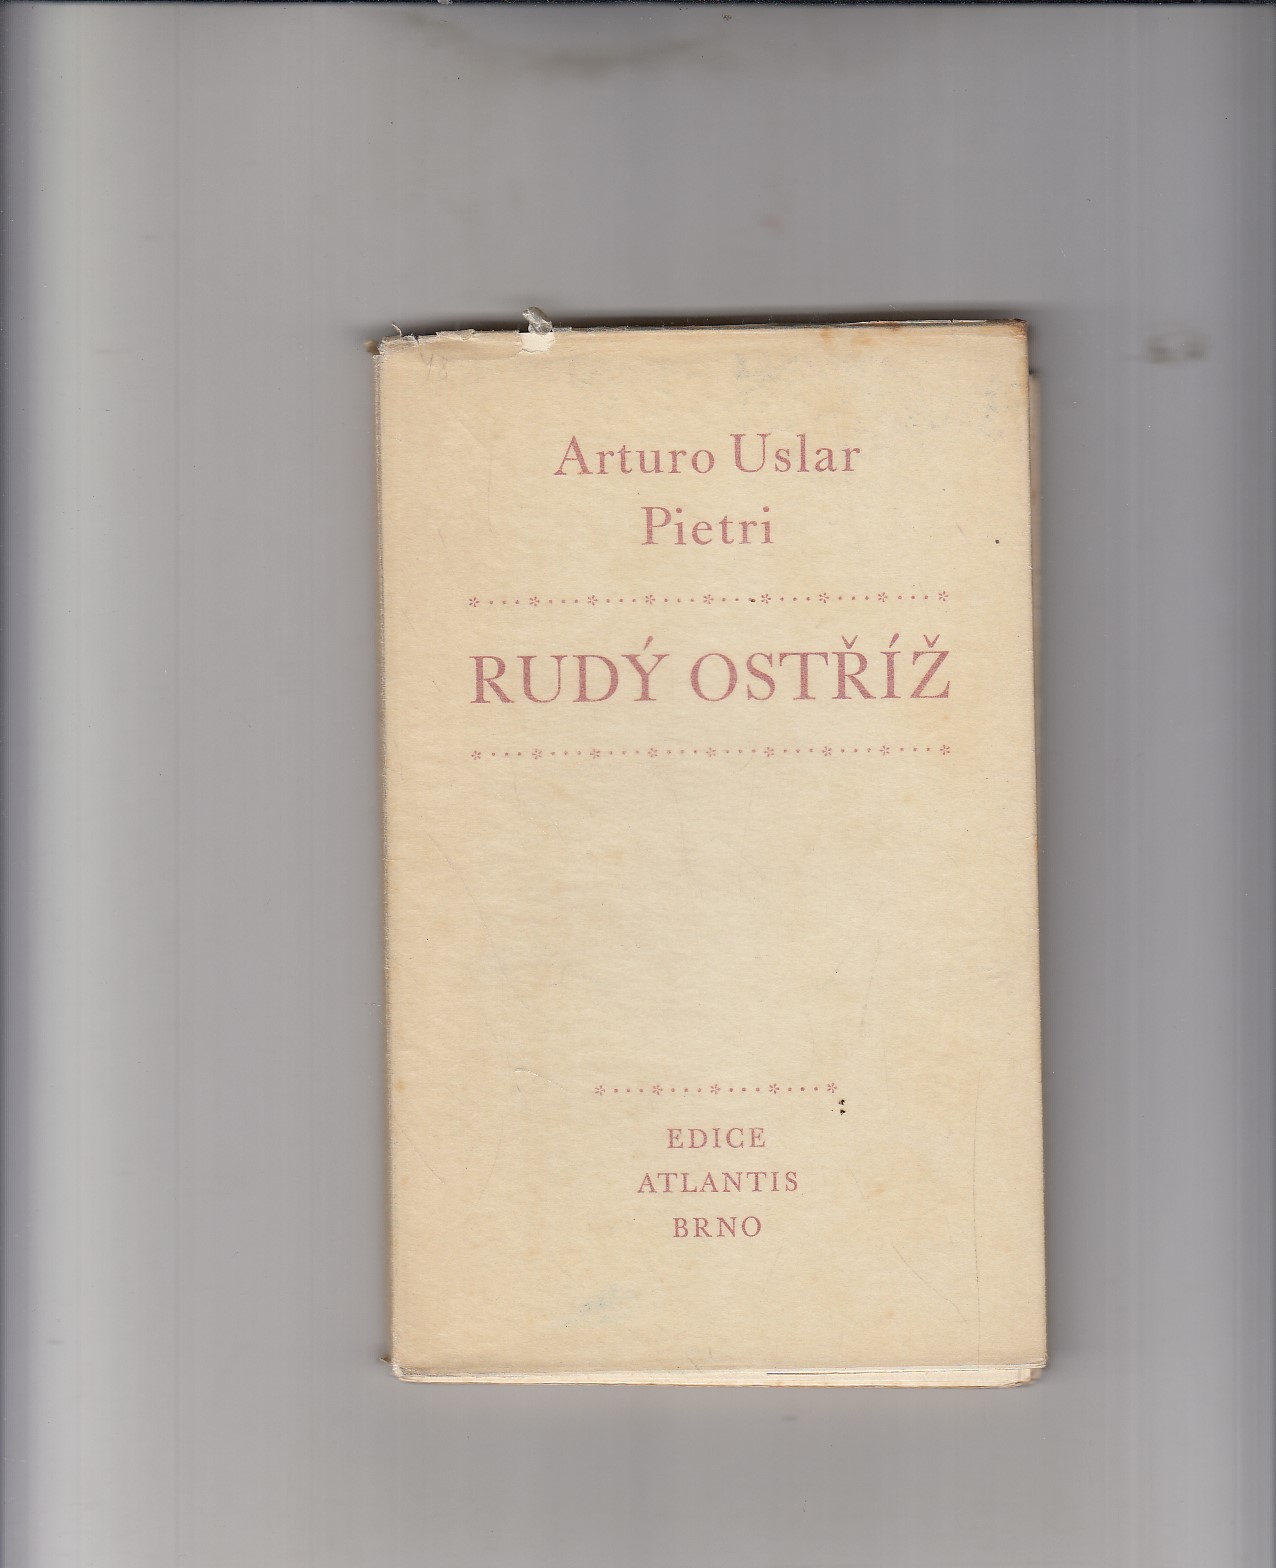 Arturo Uslar
Pietri
RUDÝ OSTŘÍŽ
EDICE
ATLANTIS
BRNO